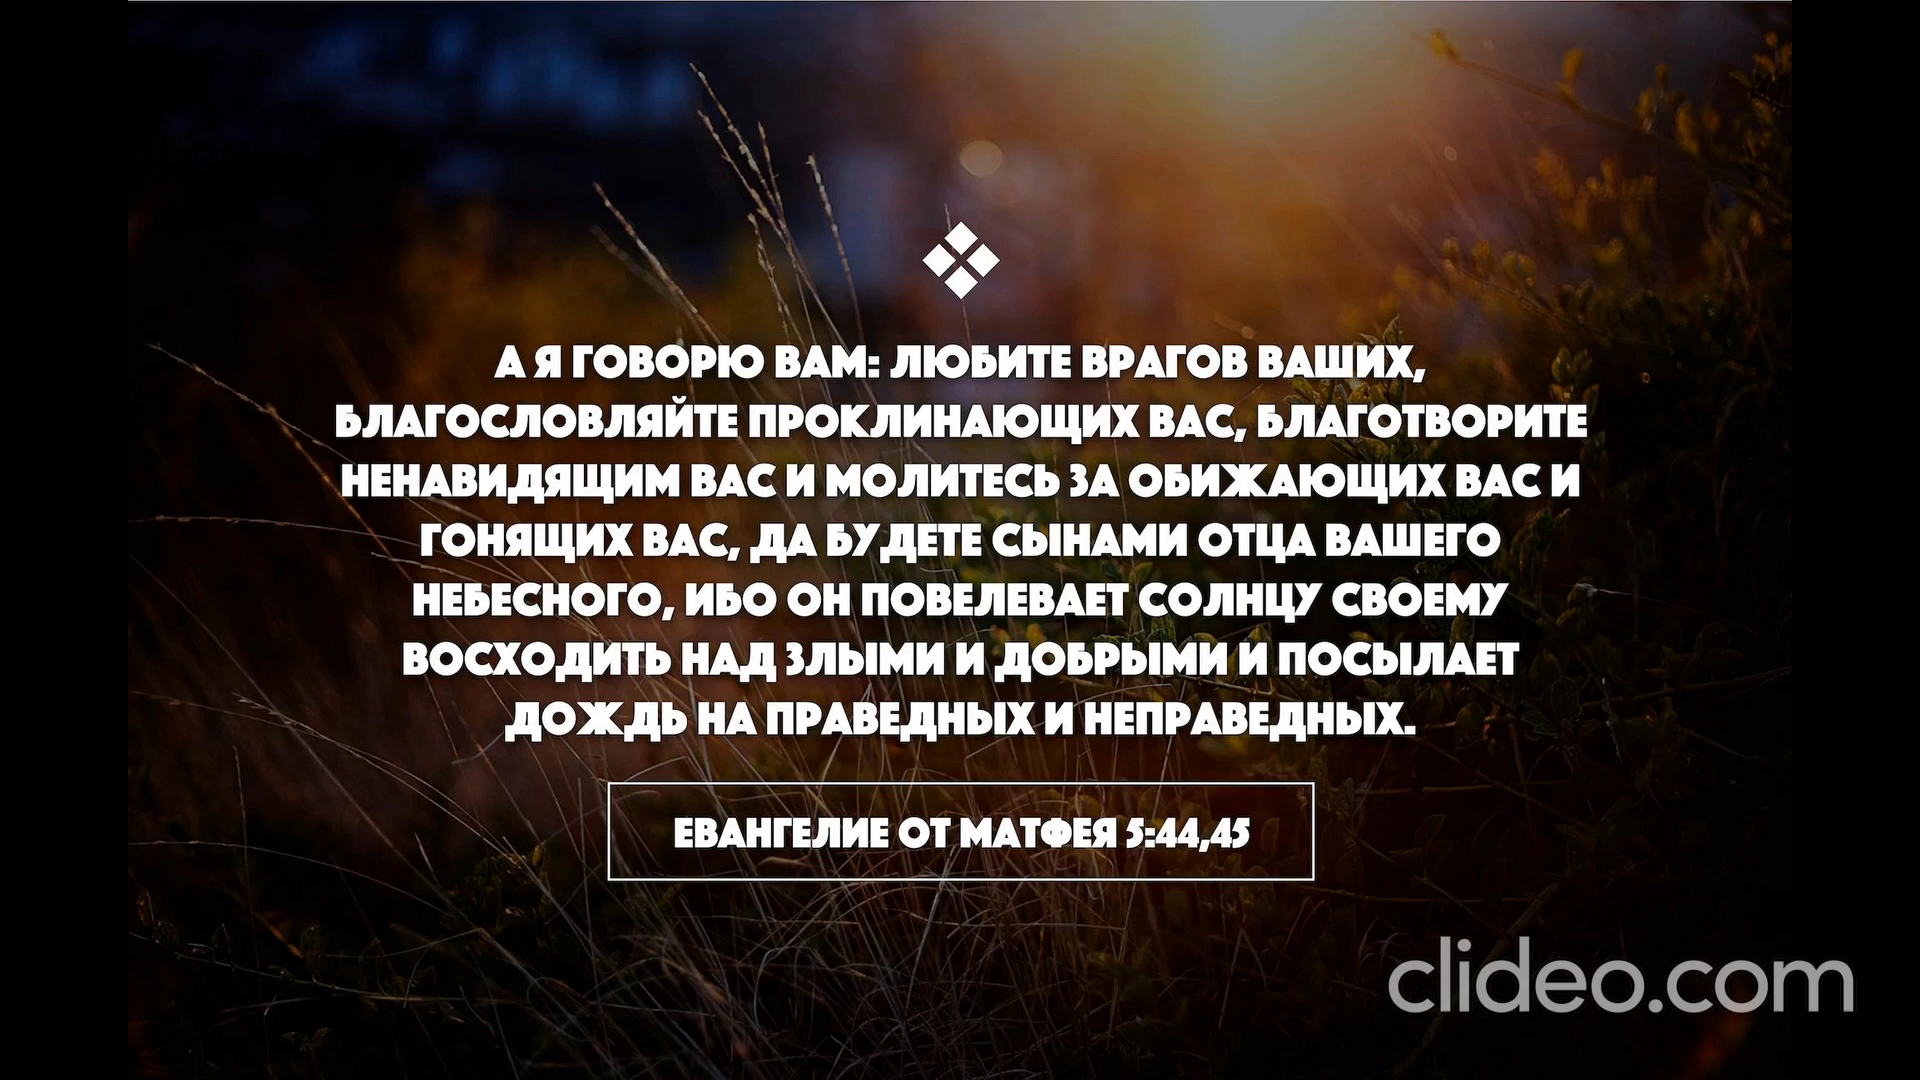 А Я ГОВОРЮ ВАМ: ЛЮБИТЕ ВРАГОВ ВАШИХ,
БЛАГОСЛОВЛЯЙТЕ ПРОКЛИНАЮЩИХ ВАС, БЛАГОТВОРИТЕ
НЕНАВИДЯЩИМ ВАС И МОЛИТЕСЬ ЗА ОБИЖАЮЩИХ ВАС И
ГОНЯЩИХ ВАС, ДА БУДЕТЕ СЫНАМИ ОТЦА ВАШЕГО
НЕБЕСНОГО, ИБО ОН ПОВЕЛЕВАЕТ СОЛНЦУ СВОЕМУ
ВОСХОДИТЬ НАД ЗЛЫМИ И ДОБРЫМИ И ПОСЫЛАЕТ
ДОЖДЬ НА ПРАВЕДНЫХ И НЕПРАВЕДНЫХ.
ЕВАНГЕЛИЕ ОТ МАТФЕЯ 5:44,45
clideo.com